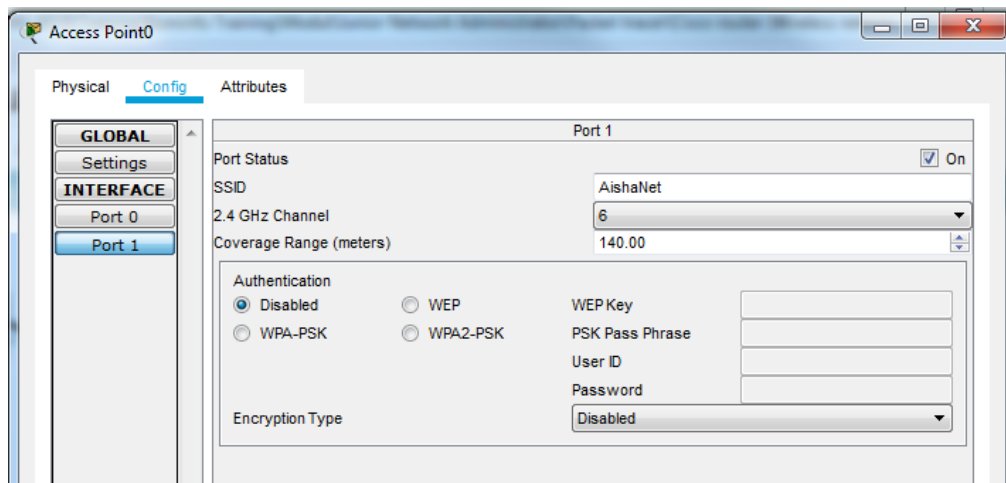 Access Point0
Physical Config Attributes
GLOBAL
Settings
INTERFACE
Port 0
Port 1
Port 1
Port Status On
SSID AishaNet
2.4 GHz Channel 6
Coverage Range (meters) 140.00
Authentication
Disabled WEP WEP Key
WPA-PSK WPA2-PSK PSK Pass Phrase
User ID
Password
Encryption Type Disabled